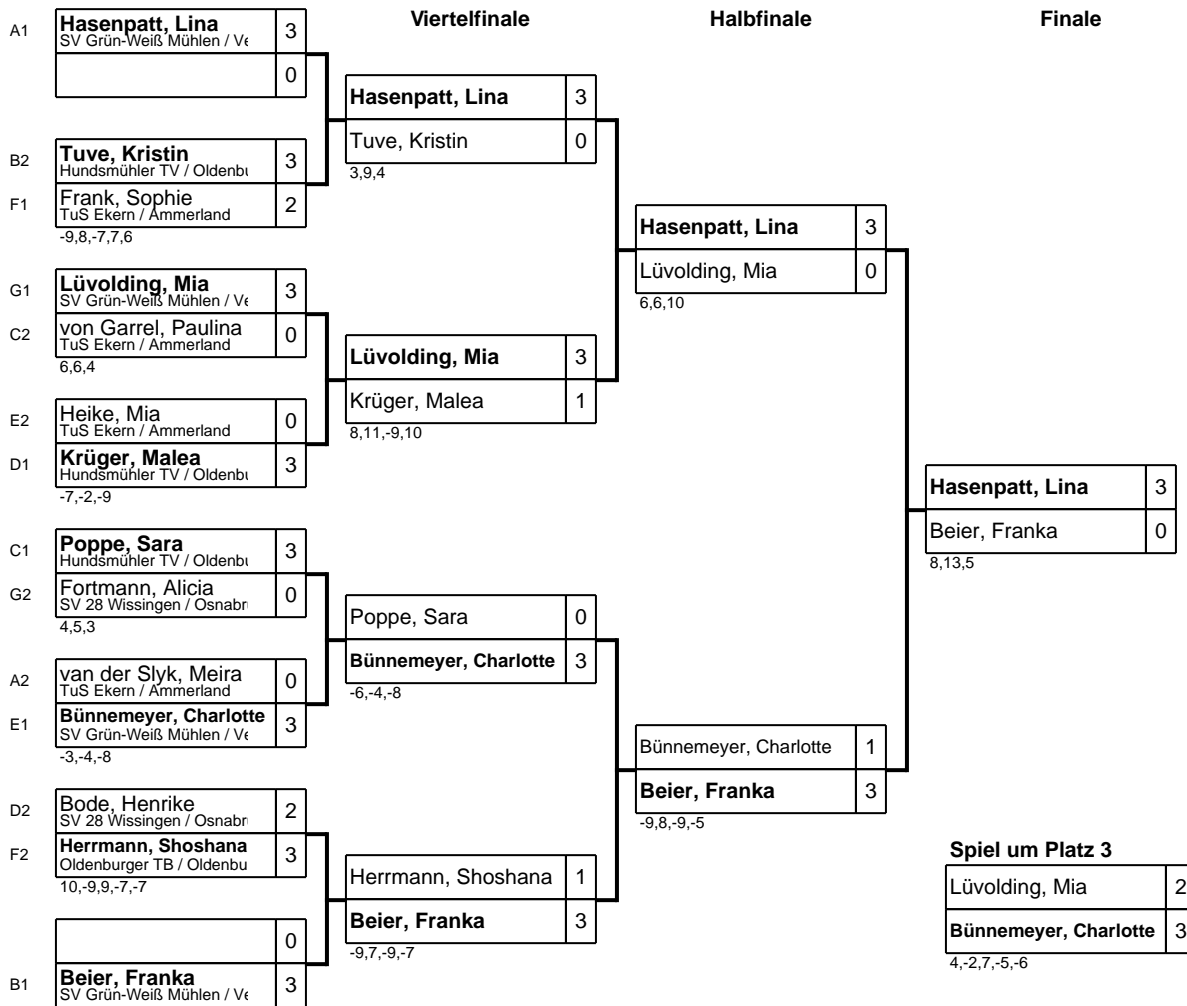 Viertelfinale
Halbfinale
Finale
A1
Hasenpatt, Lina
SV Grün-Weiß Mühlen / Ve
3
0
B2
Tuve, Kristin
Hundsmühler TV / Oldenbu
3
F1
Frank, Sophie
TuS Ekern / Ammerland
2
-9,8,-7,7,6
G1
Lüvolding, Mia
SV Grün-Weiß Mühlen / Ve
3
C2
von Garrel, Paulina
TuS Ekern / Ammerland
0
6,6,4
E2
Heike, Mia
TuS Ekern / Ammerland
0
D1
Krüger, Malea
Hundsmühler TV / Oldenbu
3
-7,-2,-9
C1
Poppe, Sara
Hundsmühler TV / Oldenbu
3
G2
Fortmann, Alicia
SV 28 Wissingen / Osnabr
0
4,5,3
A2
van der Slyk, Meira
TuS Ekern / Ammerland
0
E1
Bünnemeyer, Charlotte
SV Grün-Weiß Mühlen / Ve
3
-3,-4,-8
D2
Bode, Henrike
SV 28 Wissingen / Osnabr
2
F2
Herrmann, Shoshana
Oldenburger TB / Oldenbu
3
10,-9,9,-7,-7
0
B1
Beier, Franka
SV Grün-Weiß Mühlen / Ve
3
Hasenpatt, Lina 3
Tuve, Kristin 0
3,9,4
Lüvolding, Mia 3
Krüger, Malea 1
8,11,-9,10
Poppe, Sara 0
Bünnemeyer, Charlotte 3
-6,-4,-8
Herrmann, Shoshana 1
Beier, Franka 3
-9,7,-9,-7
Hasenpatt, Lina 3
Lüvolding, Mia 0
6,6,10
Bünnemeyer, Charlotte 1
Beier, Franka 3
-9,8,-9,-5
Hasenpatt, Lina 3
Beier, Franka 0
8,13,5
Spiel um Platz 3
Lüvolding, Mia 2
Bünnemeyer, Charlotte 3
4,-2,7,-5,-6